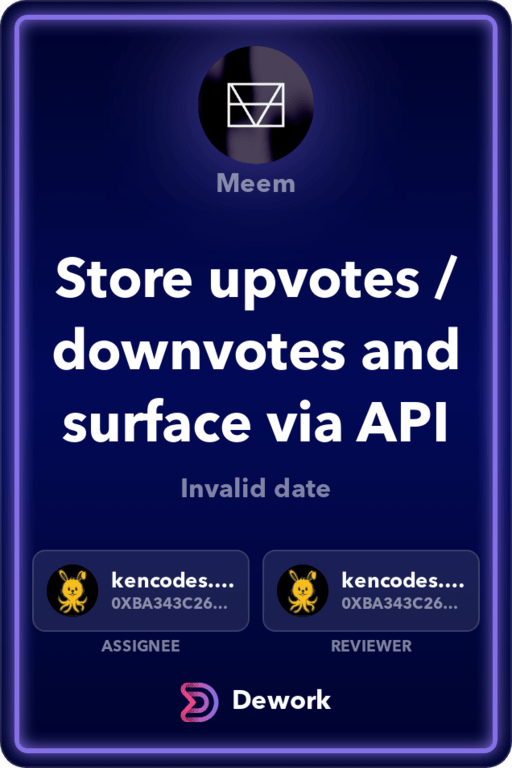 Meem
Store upvotes /
downvotes and
surface via API
Invalid date
kencodes.... kencodes....
0XBA343C26... 0XBA343C26...
ASSIGNEE REVIEWER
Dework